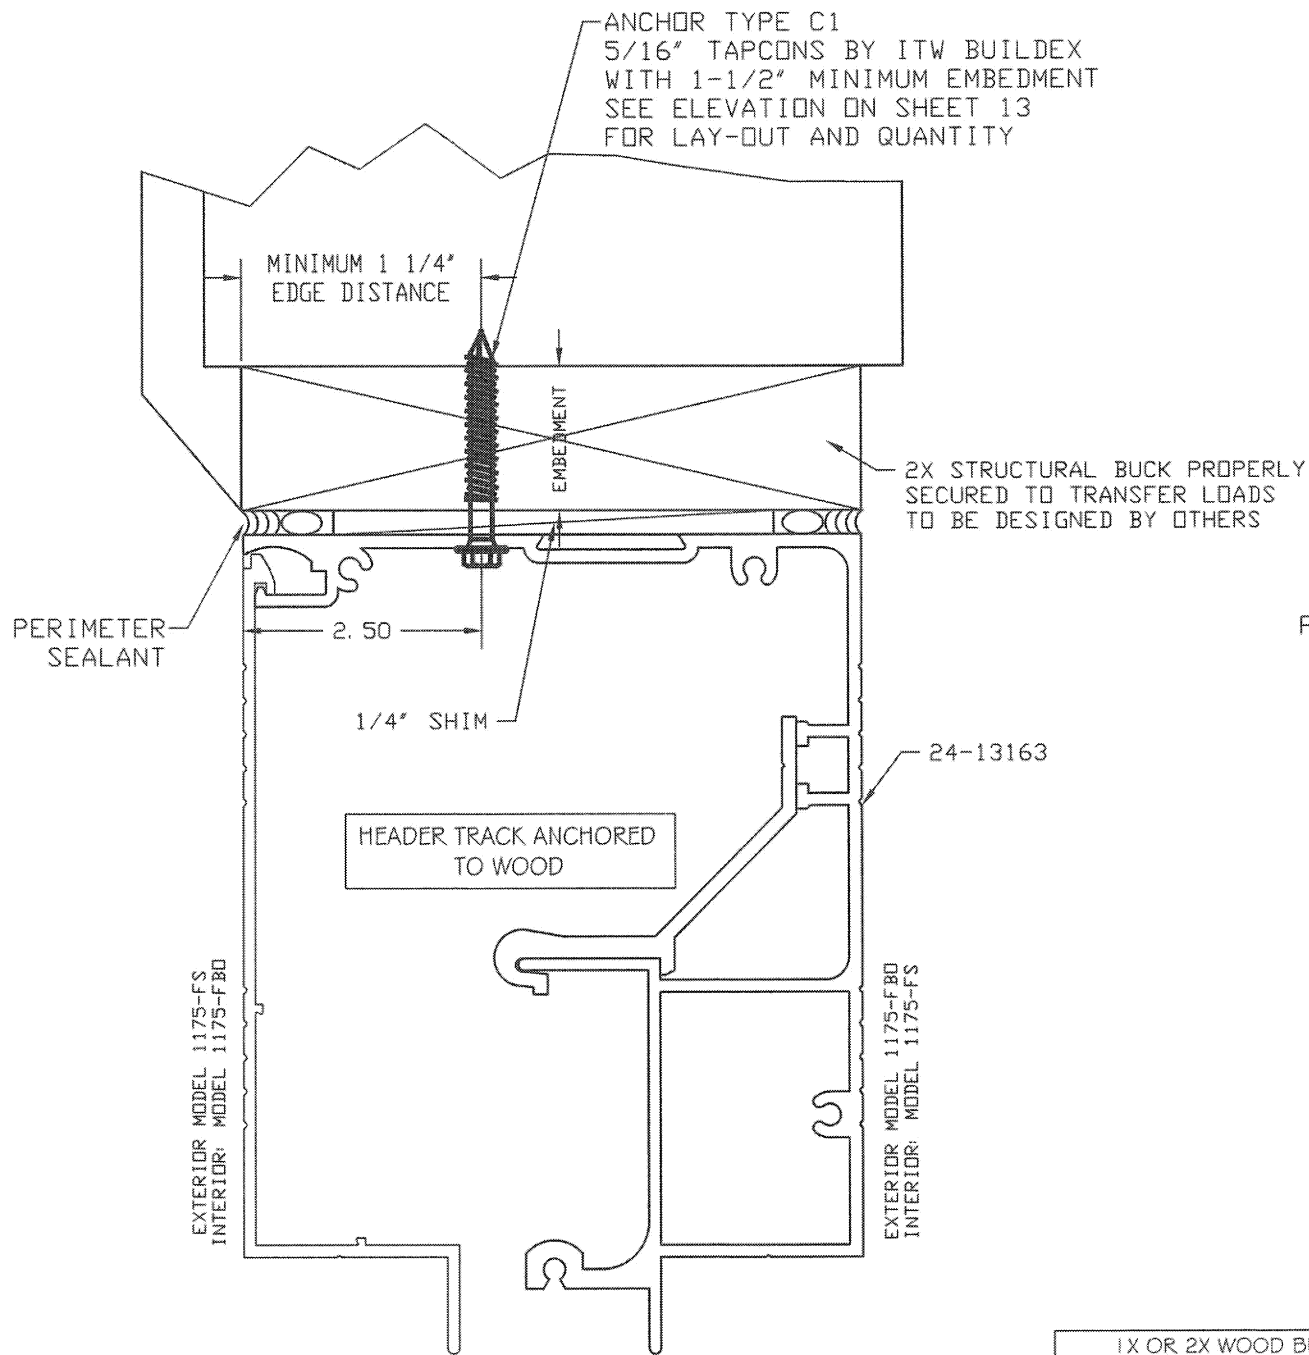 ANCHOR TYPE C1
5/16" TAPCONS BY ITW BUILDEX
WITH 1-1/2" MINIMUM EMBEDMENT
SEE ELEVATION ON SHEET 13
FOR LAY-OUT AND QUANTITY
MINIMUM 1 1/4"
EDGE DISTANCE
EMBEDMENT
2X STRUCTURAL BUCK PROPERLY
SECURED TO TRANSFER LOADS
TO BE DESIGNED BY OTHERS
PERIMETER
SEALANT
2.50
P
1/4" SHIM
24-13163
HEADER TRACK ANCHORED
TO WOOD
EXTERIOR MODEL 1175-FS
INTERIOR: MODEL 1175-FBO
EXTERIOR MODEL 1175-FBO
INTERIOR: MODEL 1175-FS
1X OR 2X WOOD